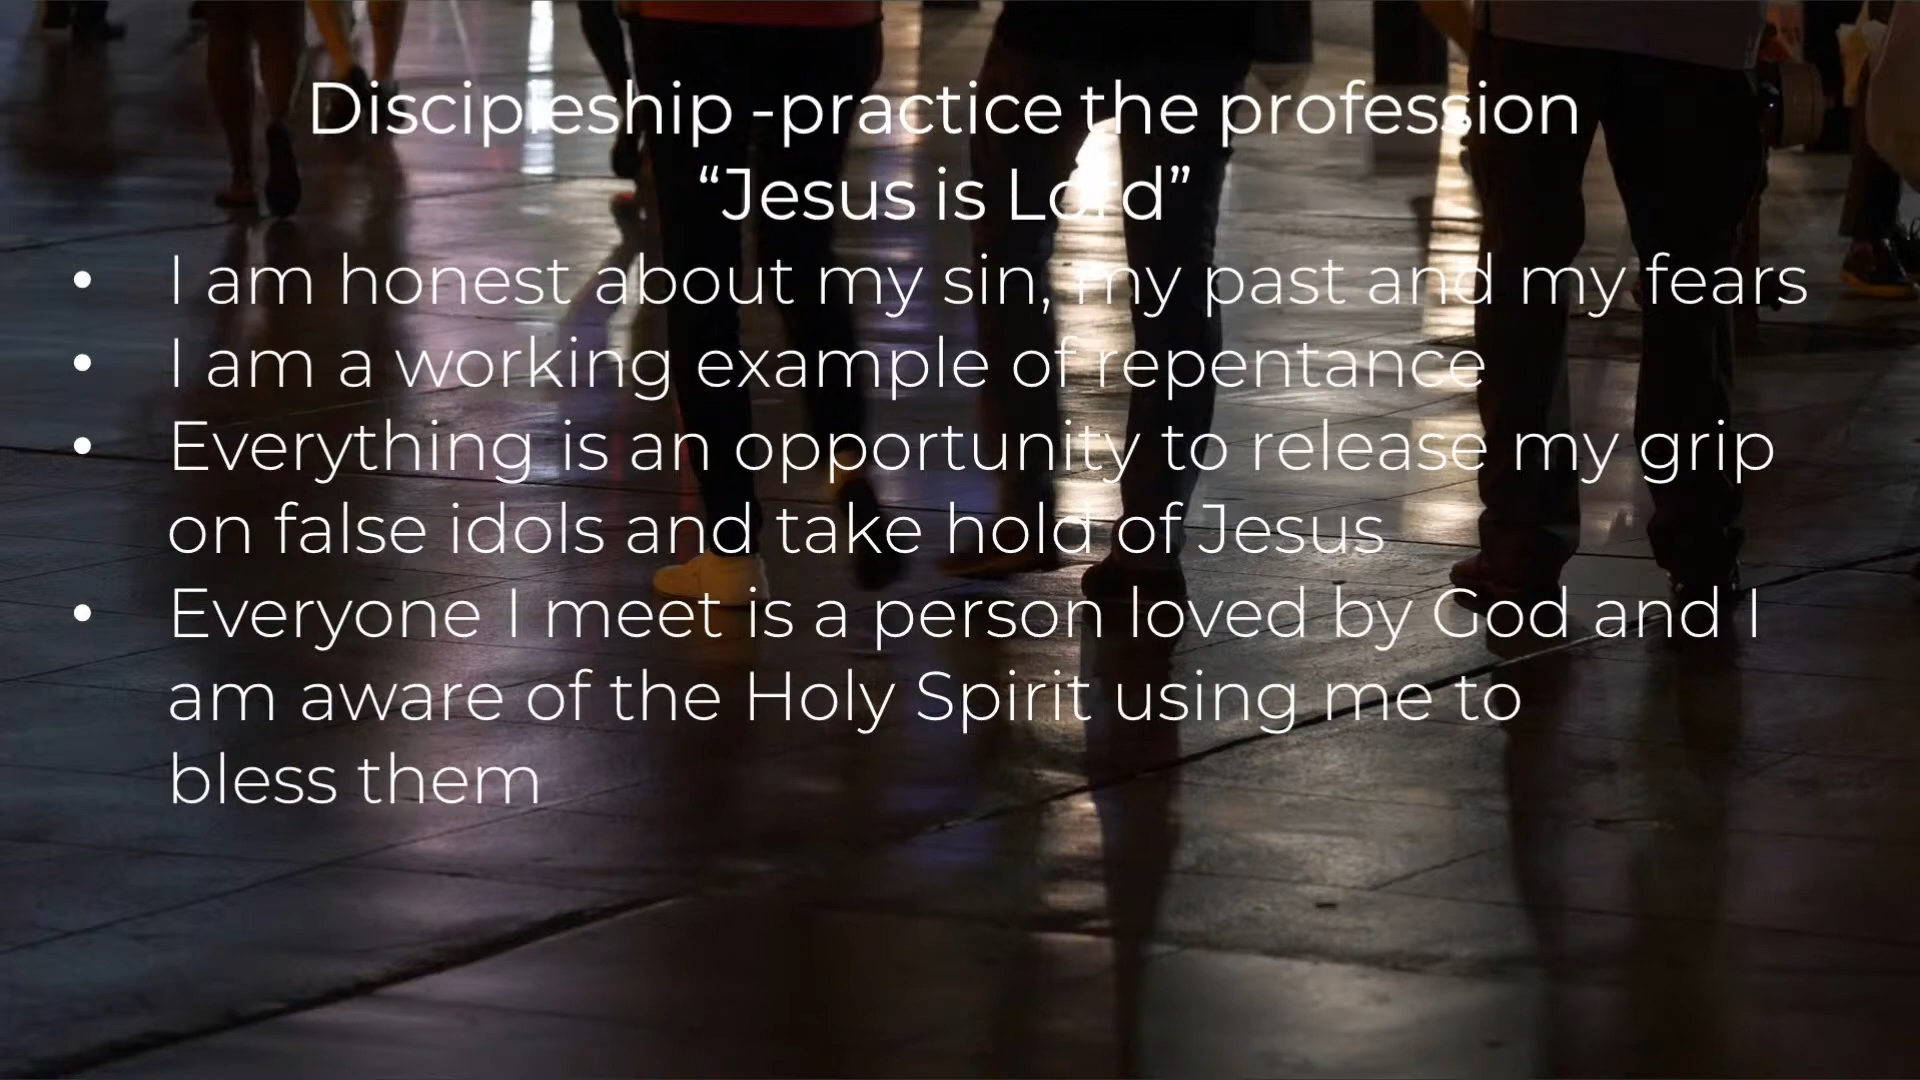 Discipleship -practice the profession
“Jesus is Lord”
• I am honest about my sin, my past and my fears
• I am a working example of repentance
• Everything is an opportunity to release my grip
on false idols and take hold of Jesus
• Everyone I meet is a person loved by God and I
am aware of the Holy Spirit using me to
bless them